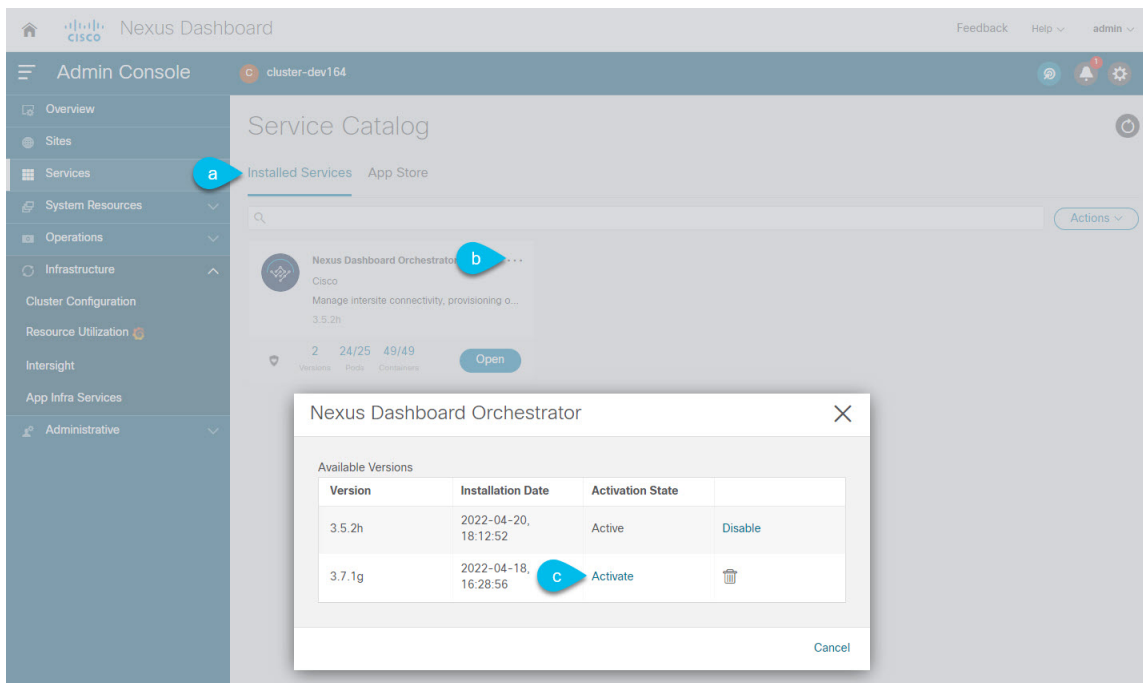 cisco Nexus Dashboard
Feedback Help admin
Admin Console
C cluster-dev164
1
Overview
Sites
Services
System Resources
Operations
Infrastructure
Cluster Configuration
Resource Utilization
Intersight
App Infra Services
Administrative
Service Catalog
a
Installed Services App Store
Actions
Nexus Dashboard Orchestrator b ...
Cisco
Manage intersite connectivity, provisioning o...
3.5.2h
2 24/25 49/49
Versions Pods Containers
Open
Nexus Dashboard Orchestrator
Available Versions
Version Installation Date Activation State
3.5.2h 2022-04-20, 18:12:52 Active Disable
3.7.1g 2022-04-18, 16:28:56 c Activate
Cancel